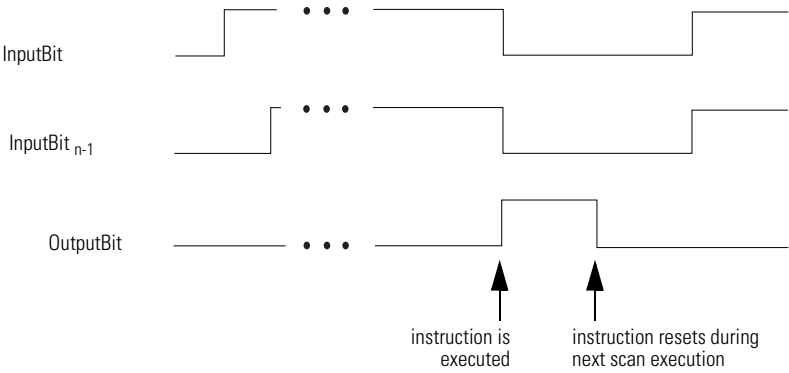 InputBit
InputBit n-1
OutputBit
instruction is
executed
instruction resets during
next scan execution